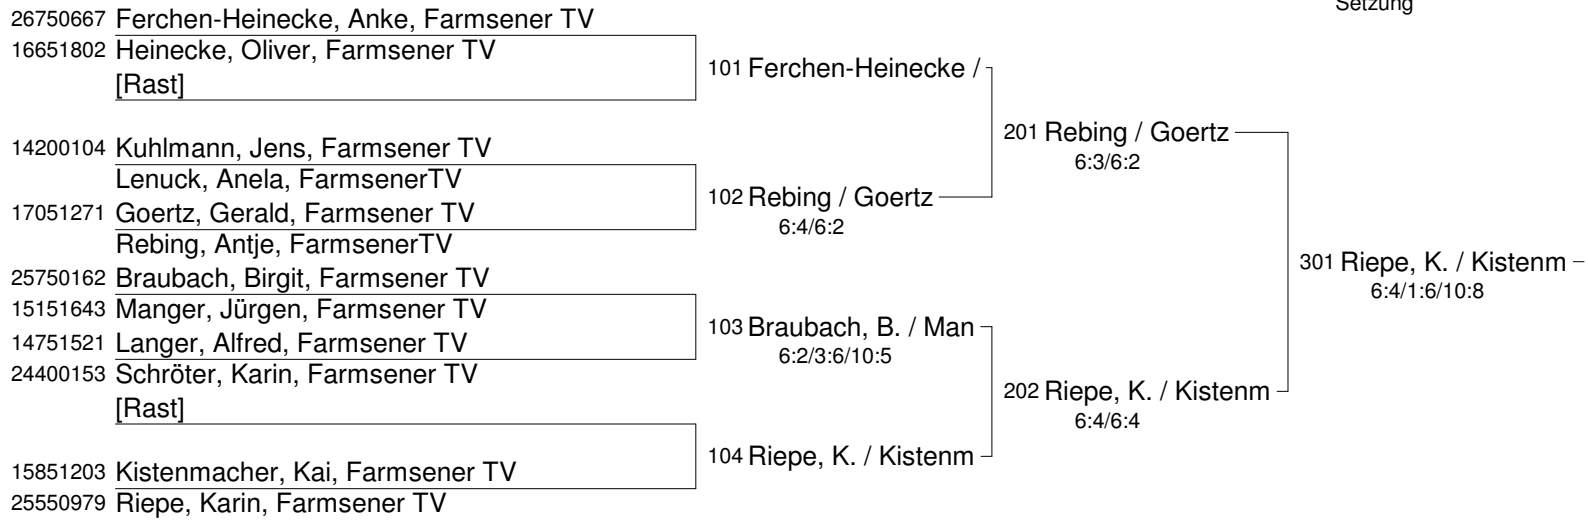 Setzung
26750667 Ferchen-Heinecke, Anke, Farmsener TV
16651802 Heinecke, Oliver, Farmsener TV
[Rast]
101 Ferchen-Heinecke /
14200104 Kuhlmann, Jens, Farmsener TV
Lenuck, Anela, FarmsenerTV
17051271 Goertz, Gerald, Farmsener TV
Rebing, Antje, FarmsenerTV
102 Rebing / Goertz
6:4/6:2
201 Rebing / Goertz
6:3/6:2
25750162 Braubach, Birgit, Farmsener TV
15151643 Manger, Jürgen, Farmsener TV
14751521 Langer, Alfred, Farmsener TV
24400153 Schröter, Karin, Farmsener TV
103 Braubach, B. / Man
6:2/3:6/10:5
[Rast]
15851203 Kistenmacher, Kai, Farmsener TV
25550979 Riepe, Karin, Farmsener TV
104 Riepe, K. / Kistenm
202 Riepe, K. / Kistenm
6:4/6:4
301 Riepe, K. / Kistenm
6:4/1:6/10:8